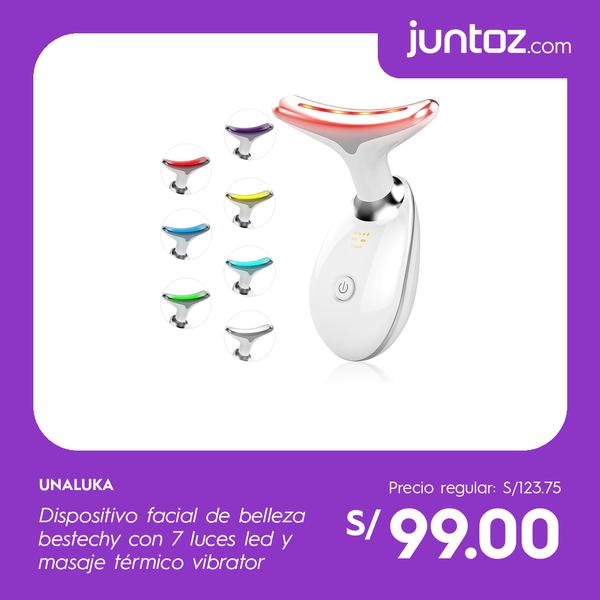 juntoz.com
UNALUKA
Dispositivo facial de belleza
bestechy con 7 luces led y
masaje térmico vibrator
Precio regular: S/123.75
S/99.00